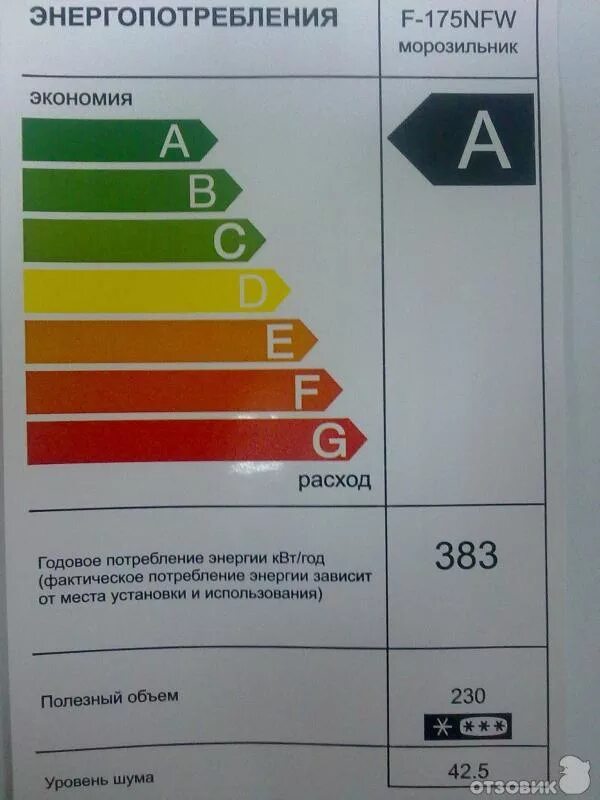 ЭНЕРГОПОТРЕБЛЕНИЯ
F-175NFW
морозильник
экономия
A
A
B
C
D
E
F
G
расход
Годовое потребление энергии кВт/год
(фактическое потребление энергии зависит
от места установки и использования)
383
Полезный объем
230
Уровень шума
42.5
ОТЗОВИК